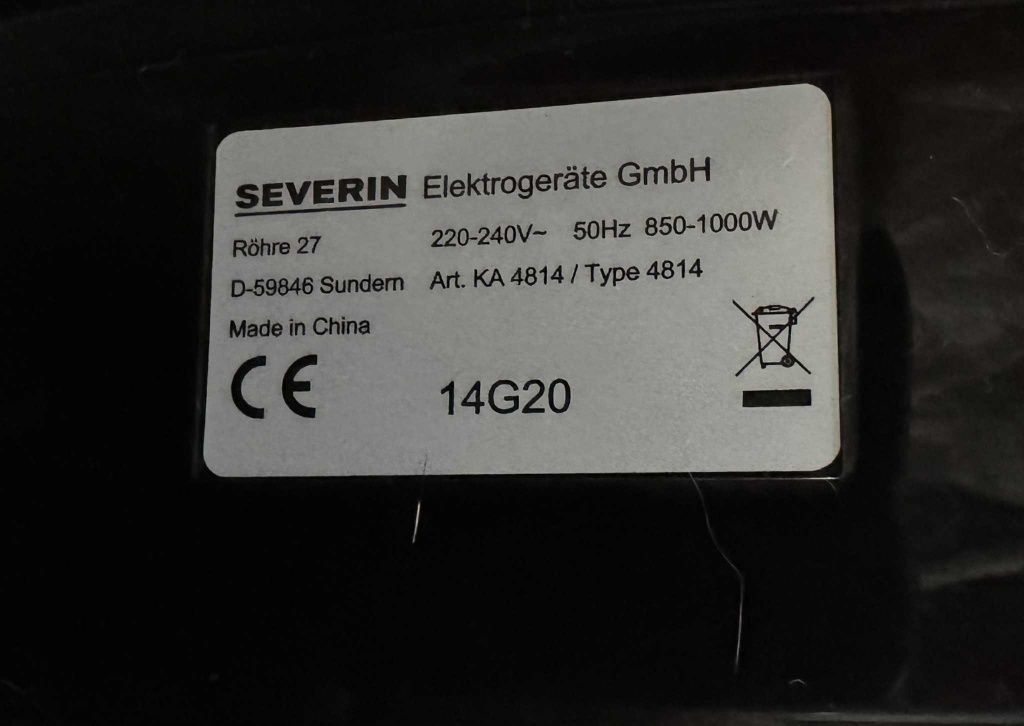 SEVERIN Elektrogeräte GmbH
Röhre 27 220-240V~ 50Hz 850-1000W
D-59846 Sundern Art. KA 4814 / Type 4814
Made in China
CE 14G20